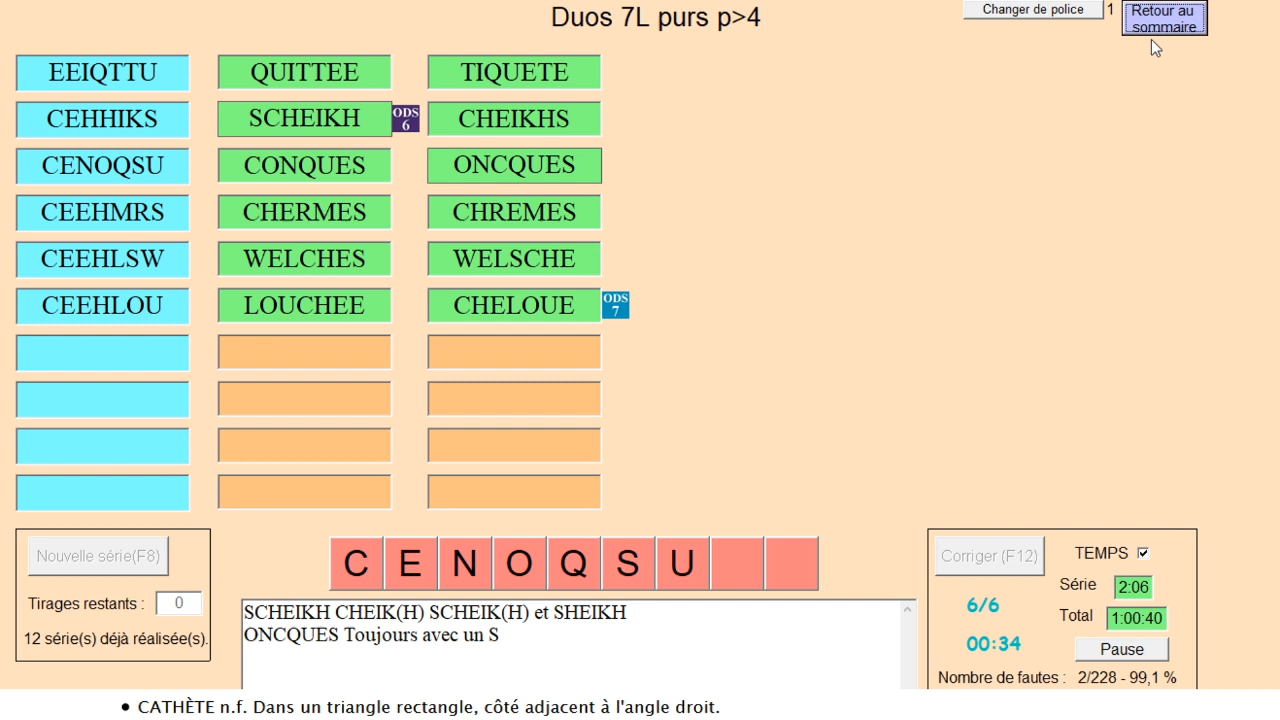 Duos 7L purs p>4
Changer de police 1
Retour au sommaire
EEIQTTU QUITTEE TIQUETE
CEHHIKS SCHEIKH ODS 6 CHEIKHS
CENOQSU CONQUES ONCQUES
CEEHMRS CHERMES CHREMES
CEEHLSW WELCHES WELSCHE
CEEHLOU LOUCHEE CHELOUE ODS 7
Nouvelle série(F8)
Tirages restants : 0
12 série(s) déjà réalisée(s).
C E N O Q S U
SCHEIKH CHEIK(H) SCHEIK(H) et SHEIKH
ONCQUES Toujours avec un S
Corriger (F12) TEMPS
Série 2:06
6/6
Total 1:00:40
00:34
Pause
Nombre de fautes : 2/228 - 99,1 %
• CATHÈTE n.f. Dans un triangle rectangle, côté adjacent à l'angle droit.